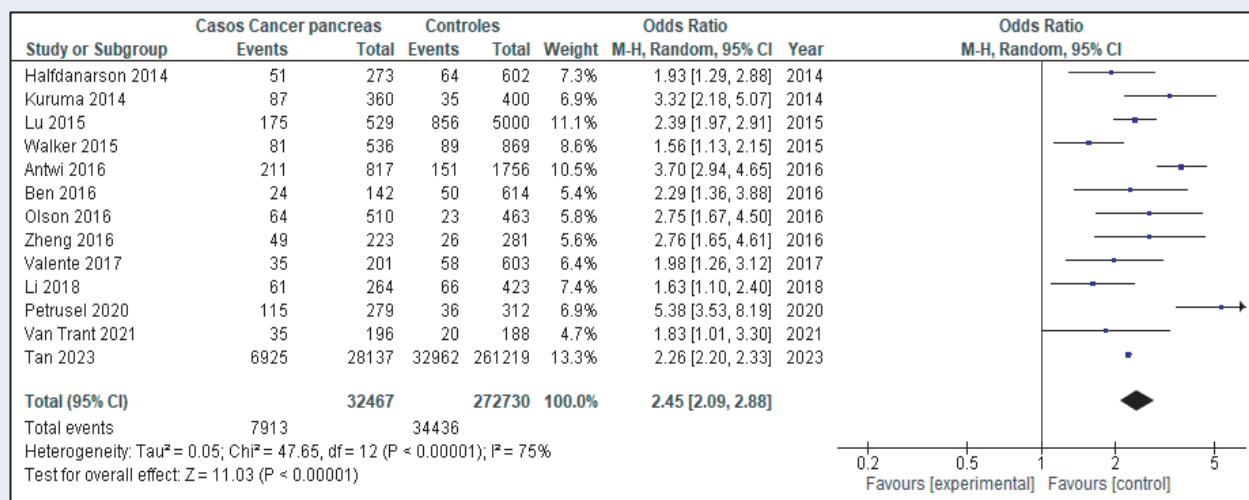 Casos Cancer pancreas Controles Odds Ratio Odds Ratio
Study or Subgroup Events Total Events Total Weight M-H, Random, 95% CI Year M-H, Random, 95% CI
Halfdanarson 2014 51 273 64 602 7.3% 1.93 [1.29, 2.88] 2014
Kuruma 2014 87 360 35 400 6.9% 3.32 [2.18, 5.07] 2014
Lu 2015 175 529 856 5000 11.1% 2.39 [1.97, 2.91] 2015
Walker 2015 81 536 89 869 8.6% 1.56 [1.13, 2.15] 2015
Antwi 2016 211 817 151 1756 10.5% 3.70 [2.94, 4.65] 2016
Ben 2016 24 142 50 614 5.4% 2.29 [1.36, 3.88] 2016
Olson 2016 64 510 23 463 5.8% 2.75 [1.67, 4.50] 2016
Zheng 2016 49 223 26 281 5.6% 2.76 [1.65, 4.61] 2016
Valente 2017 35 201 58 603 6.4% 1.98 [1.26, 3.12] 2017
Li 2018 61 264 66 423 7.4% 1.63 [1.10, 2.40] 2018
Petrusel 2020 115 279 36 312 6.9% 5.38 [3.53, 8.19] 2020
Van Trant 2021 35 196 20 188 4.7% 1.83 [1.01, 3.30] 2021
Tan 2023 6925 28137 32962 261219 13.3% 2.26 [2.20, 2.33] 2023
Total (95% CI) 32467 272730 100.0% 2.45 [2.09, 2.88]
Total events 7913 34436
Heterogeneity: Tau² = 0.05; Chi² = 47.65, df = 12 (P < 0.00001); I² = 75%
Test for overall effect: Z = 11.03 (P < 0.00001)
0.2 0.5 1 2 5
Favours [experimental] Favours [control]